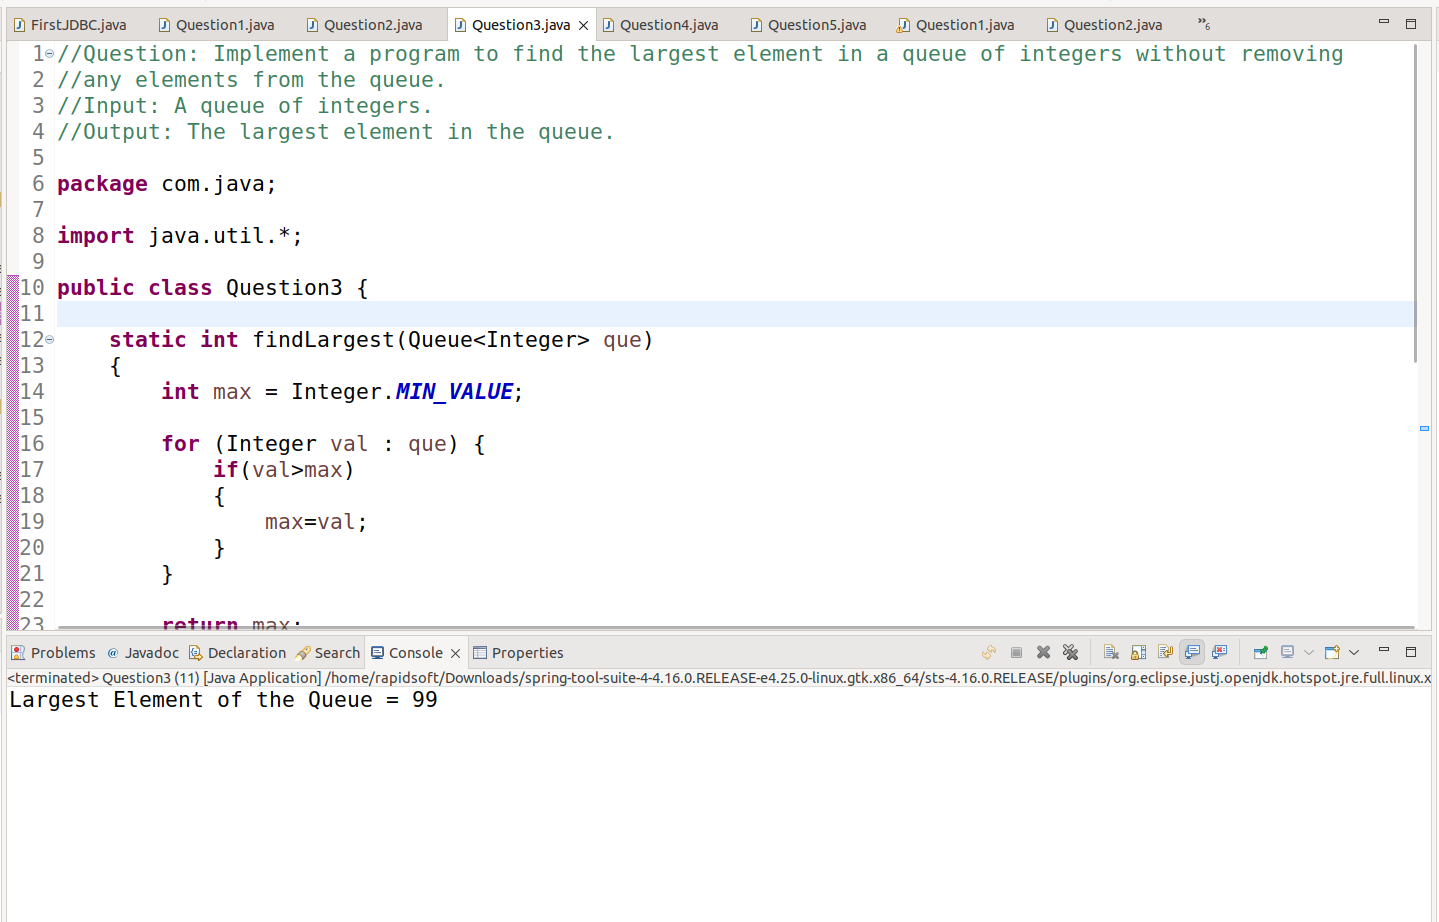 FirstJDBC.java Question1.java Question2.java Question3.java Question4.java Question5.java Question1.java Question2.java »6
1 //Question: Implement a program to find the largest element in a queue of integers without removing
2 //any elements from the queue.
3 //Input: A queue of integers.
4 //Output: The largest element in the queue.
5
6 package com.java;
7
8 import java.util.*;
9
10 public class Question3 {
11
12 static int findLargest(Queue<Integer> que)
13 {
14 int max = Integer.MIN_VALUE;
15
16 for (Integer val : que) {
17 if(val>max)
18 {
19 max=val;
20 }
21 }
22
23 return max;
Problems @ Javadoc Declaration Search Console Properties
<terminated> Question3 (11) [Java Application] /home/rapidsoft/Downloads/spring-tool-suite-4-4.16.0.RELEASE-e4.25.0-linux.gtk.x86_64/sts-4.16.0.RELEASE/plugins/org.eclipse.justj.openjdk.hotspot.jre.full.linux.x
Largest Element of the Queue = 99